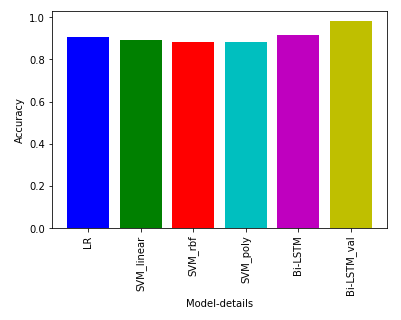 1.0
0.8
0.6
0.4
0.2
0.0
Accuracy
LR
SVM_linear
SVM_rbf
SVM_poly
Bi-LSTM
Bi-LSTM_val
Model-details